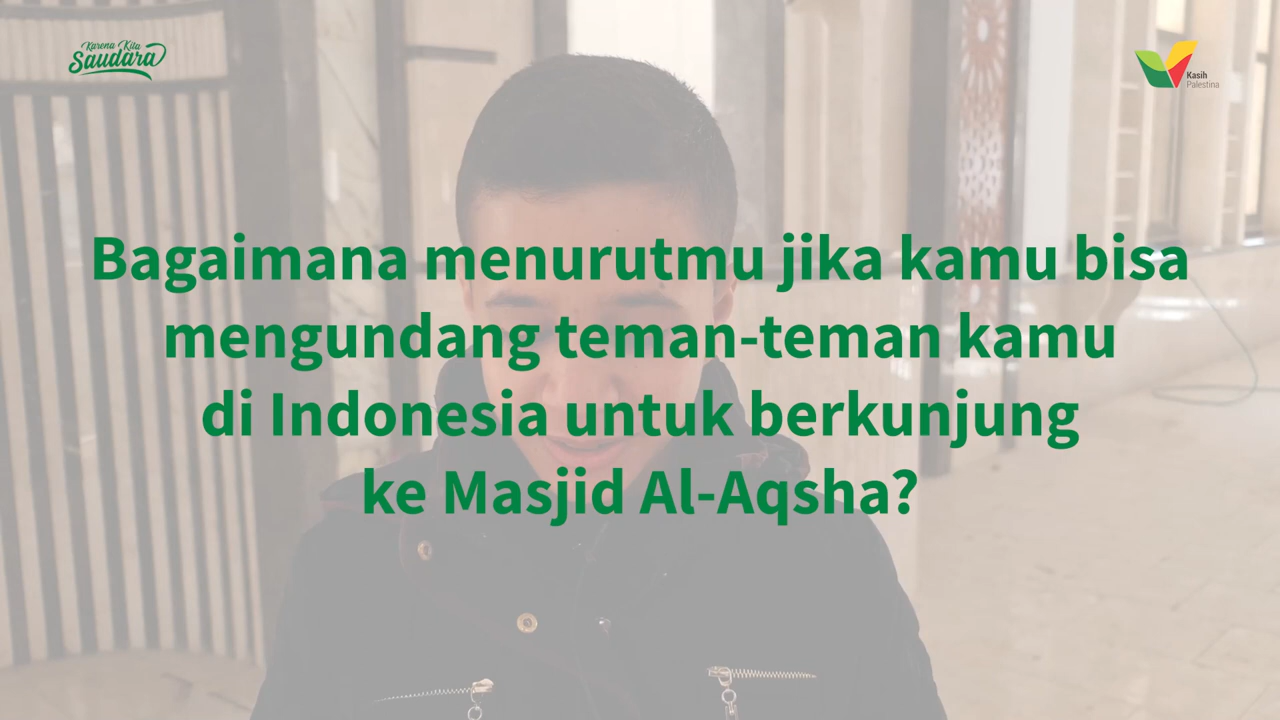 Karena Kita
Saudara
Kasih
Palestina
Bagaimana menurutmu jika kamu bisa
mengundang teman-teman kamu
di Indonesia untuk berkunjung
ke Masjid Al-Aqsha?